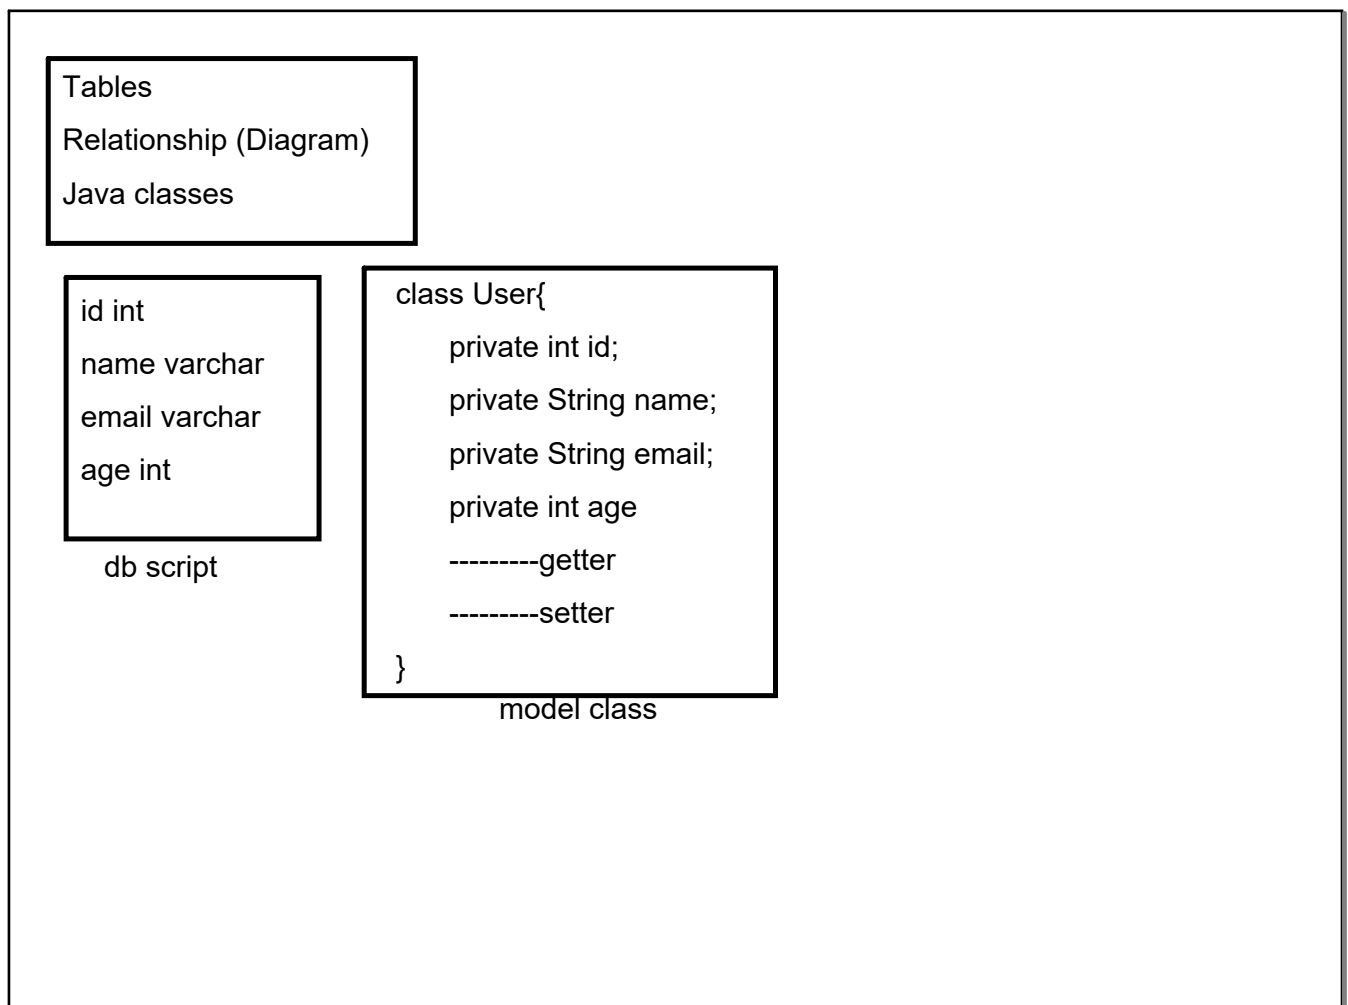 Tables
Relationship (Diagram)
Java classes
id int
name varchar
email varchar
age int
db script
class User{
private int id;
private String name;
private String email;
private int age
---------getter
---------setter
}
model class